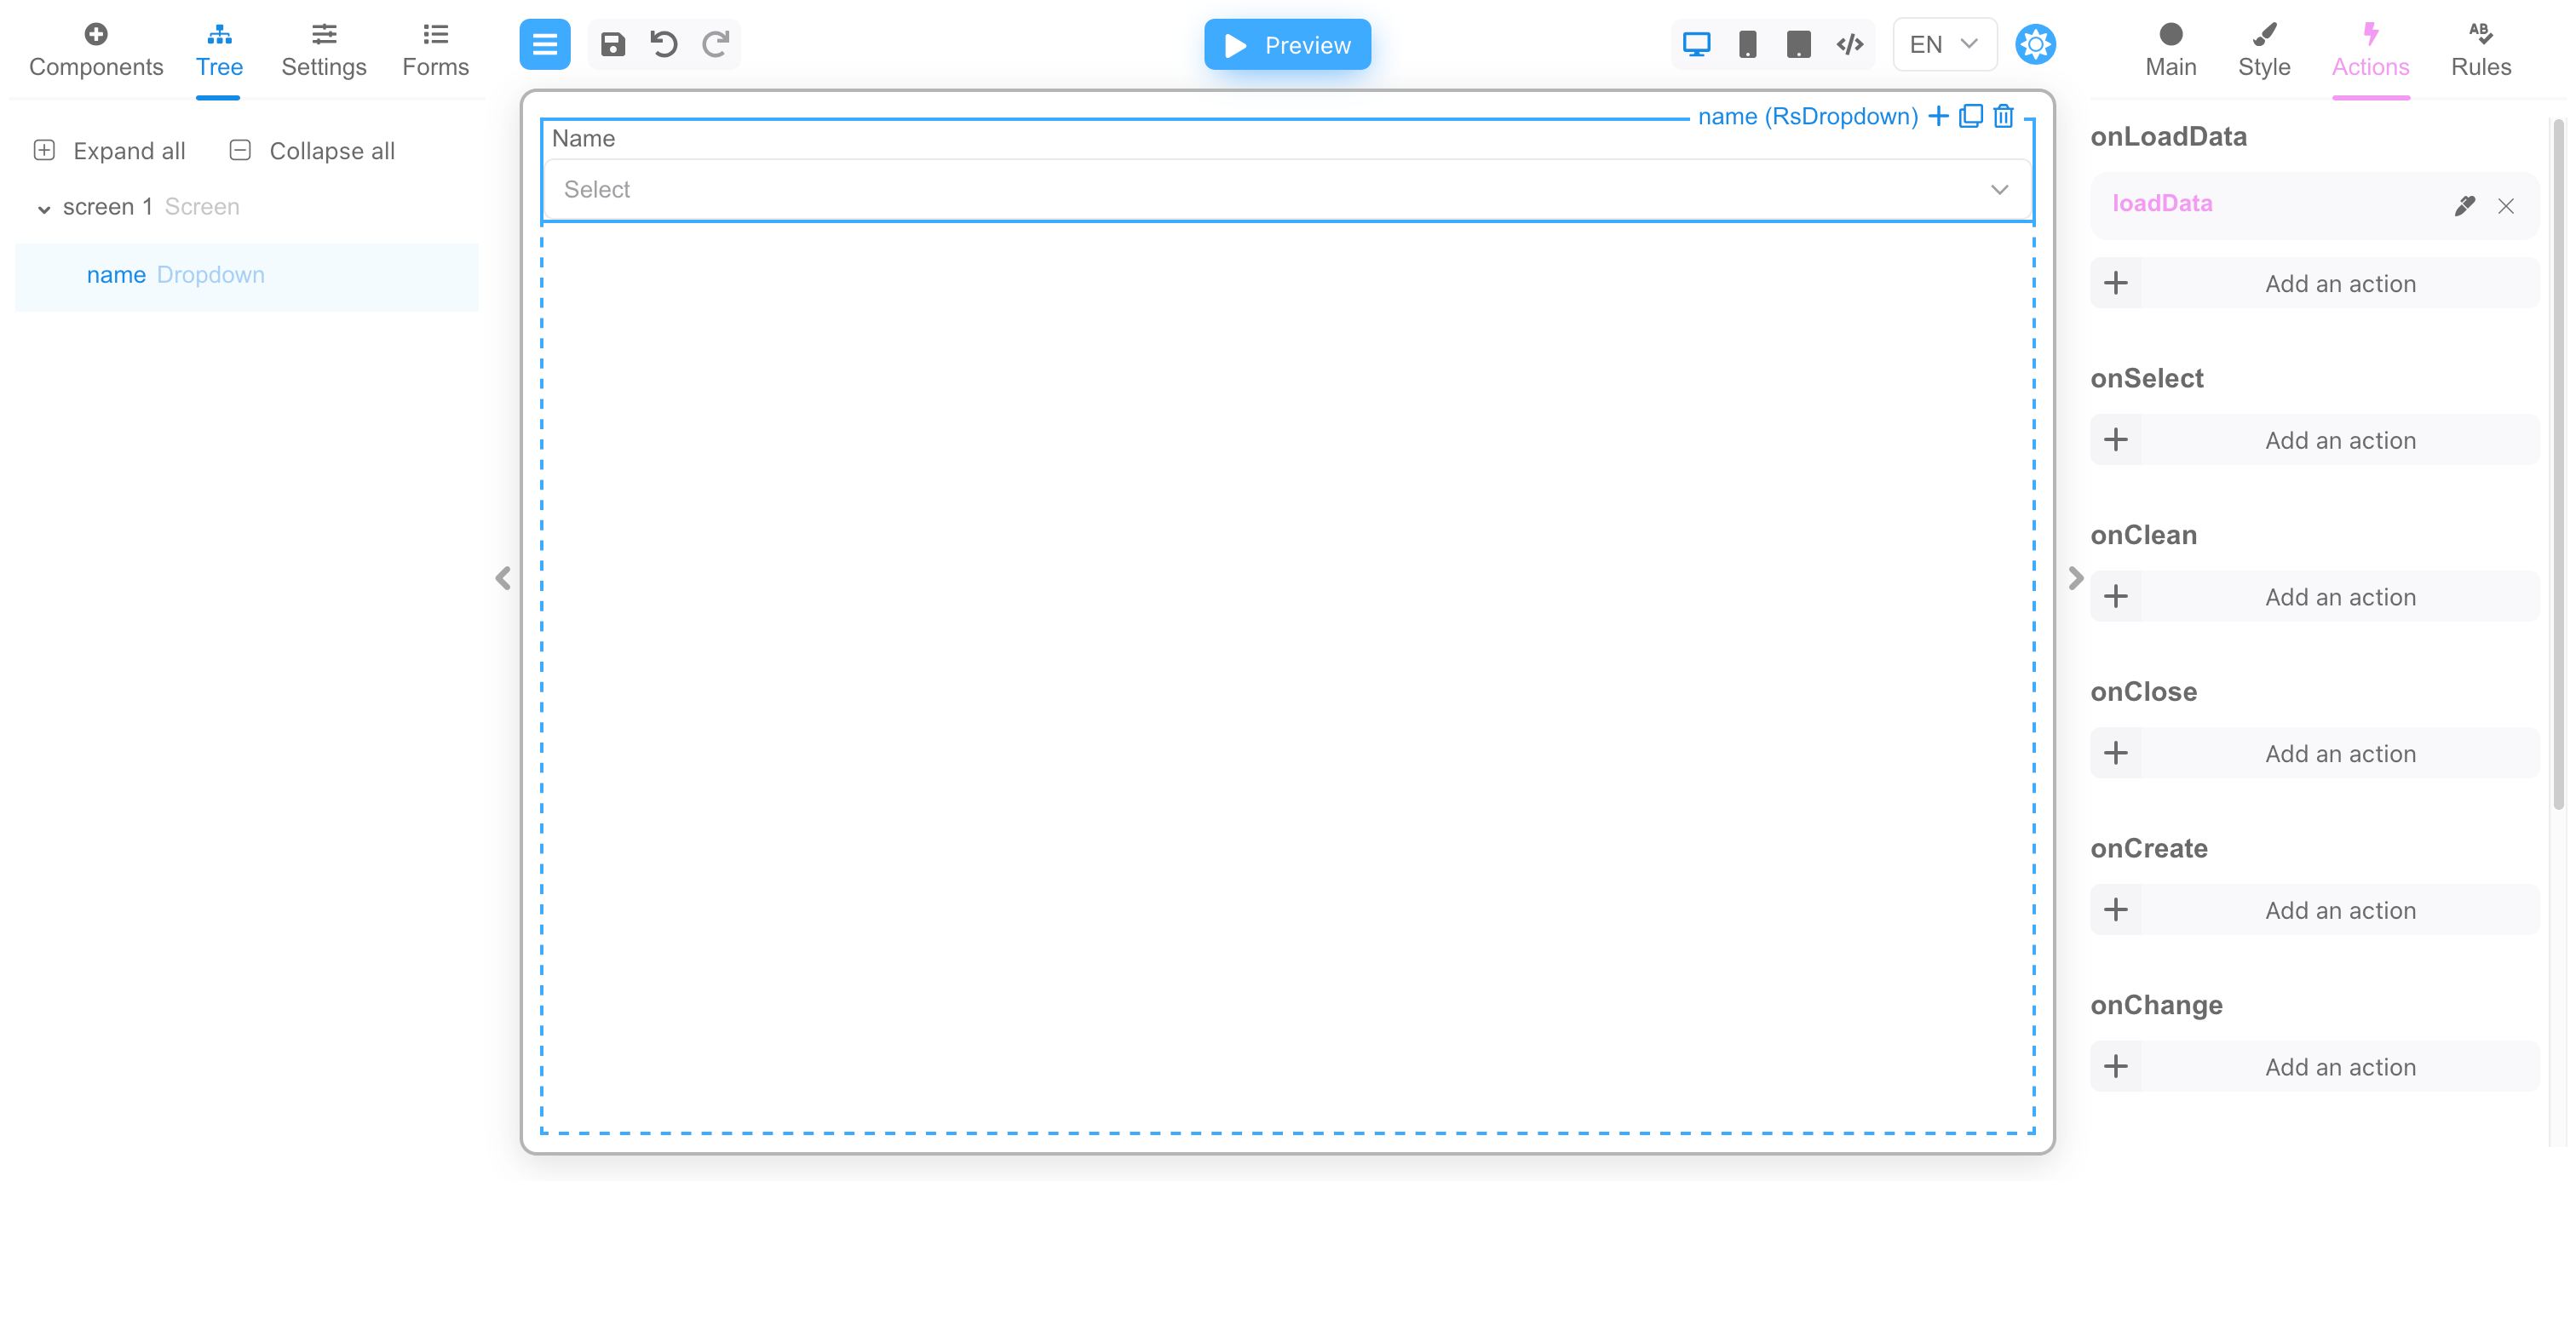 Components Tree Settings Forms
Preview
EN
Main Style Actions AB Rules
Expand all Collapse all
screen 1 Screen
name Dropdown
name (RsDropdown)
Name
Select
onLoadData
loadData
Add an action
onSelect
Add an action
onClean
Add an action
onClose
Add an action
onCreate
Add an action
onChange
Add an action